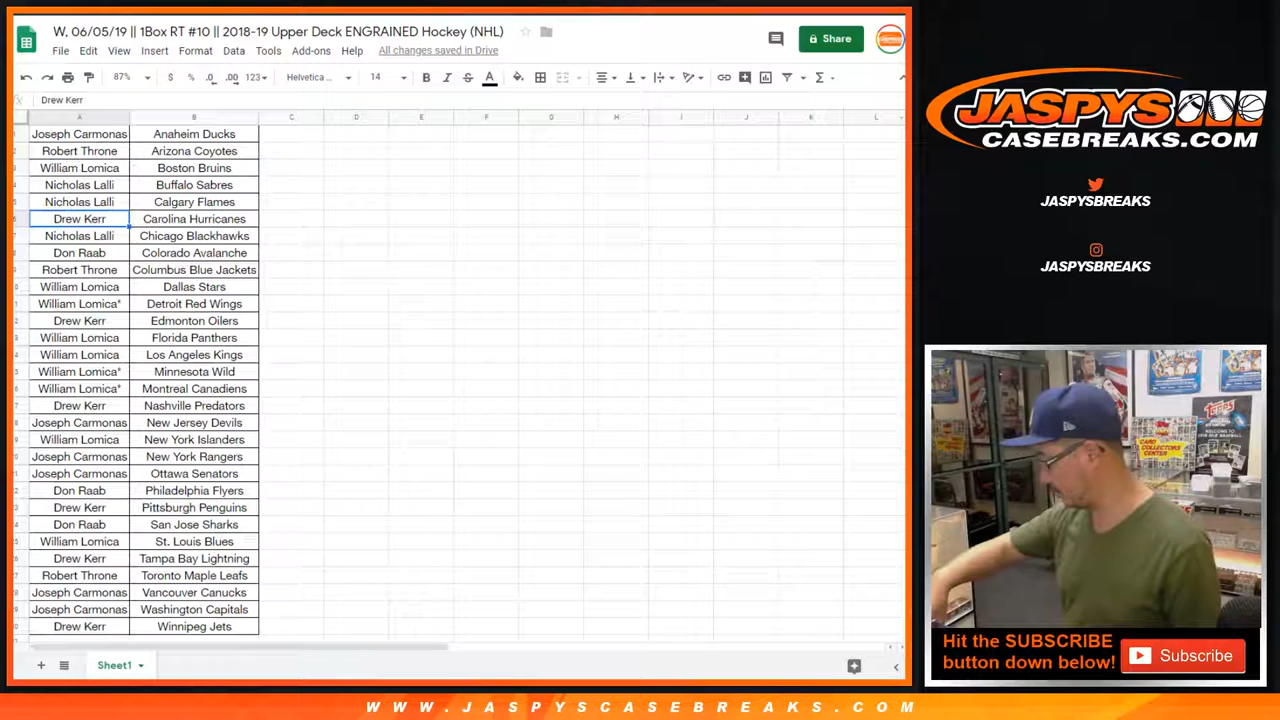 W, 06/05/19 || 1Box RT #10 || 2018-19 Upper Deck ENGRAINED Hockey (NHL)
File Edit View Insert Format Data Tools Add-ons Help All changes saved in Drive
Share
87% $ % .0 .00 123 Helvetica ... 14 B I S A
fx Drew Kerr
A B C D E F G H I J K L
Joseph Carmonas Anaheim Ducks
Robert Throne Arizona Coyotes
William Lomica Boston Bruins
Nicholas Lalli Buffalo Sabres
Nicholas Lalli Calgary Flames
Drew Kerr Carolina Hurricanes
Nicholas Lalli Chicago Blackhawks
Don Raab Colorado Avalanche
Robert Throne Columbus Blue Jackets
William Lomica Dallas Stars
William Lomica* Detroit Red Wings
Drew Kerr Edmonton Oilers
William Lomica Florida Panthers
William Lomica Los Angeles Kings
William Lomica* Minnesota Wild
William Lomica* Montreal Canadiens
Drew Kerr Nashville Predators
Joseph Carmonas New Jersey Devils
William Lomica New York Islanders
Joseph Carmonas New York Rangers
Joseph Carmonas Ottawa Senators
Don Raab Philadelphia Flyers
Drew Kerr Pittsburgh Penguins
Don Raab San Jose Sharks
William Lomica St. Louis Blues
Drew Kerr Tampa Bay Lightning
Robert Throne Toronto Maple Leafs
Joseph Carmonas Vancouver Canucks
Joseph Carmonas Washington Capitals
Drew Kerr Winnipeg Jets
Sheet1
JASPYS
CASEBREAKS.COM
JASPYSBREAKS
JASPYSBREAKS
Topps
CARD COLLECTORS CENTER
Hit the SUBSCRIBE
button down below!
Subscribe
WWW.JASPYSCASEBREAKS.COM